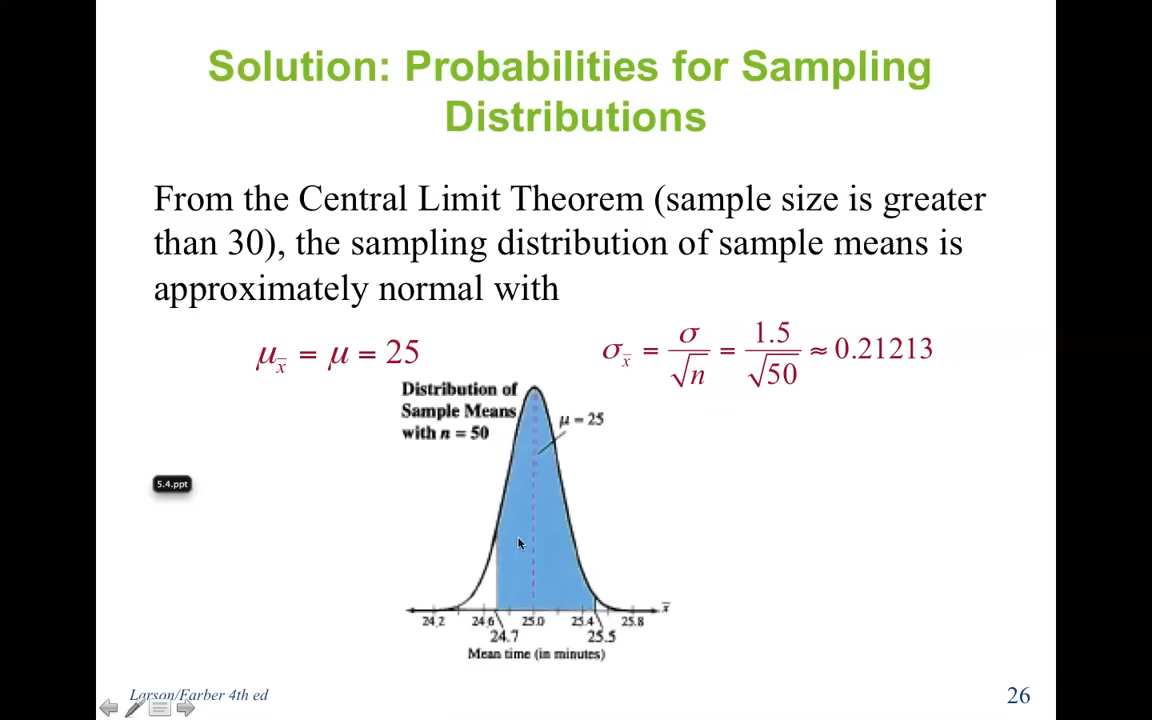 Solution: Probabilities for Sampling
Distributions
From the Central Limit Theorem (sample size is greater
than 30), the sampling distribution of sample means is
approximately normal with
μx̄ = μ = 25
σx̄ = σ/√n = 1.5/√50 ≈ 0.21213
Distribution of
Sample Means
with n = 50
μ = 25
5.4.ppt
x̄
24.2 24.6 25.0 25.4 25.8
24.7 25.5
Mean time (in minutes)
Larson/Farber 4th ed
26